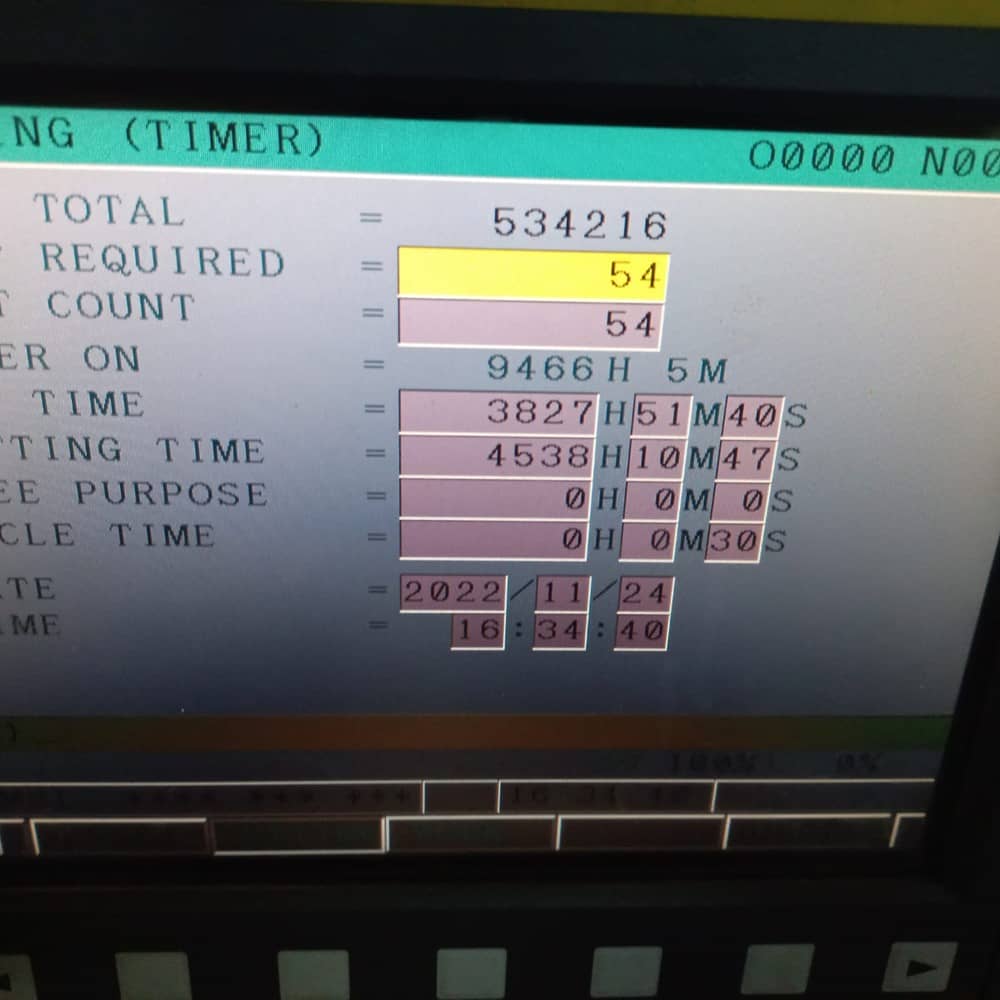 NG (TIMER) O0000 N00
TOTAL = 534216
REQUIRED = 54
COUNT = 54
ER ON = 9466H 5M
TIME = 3827H51M40S
TTING TIME = 4538H10M47S
EE PURPOSE = 0H 0M 0S
CLE TIME = 0H 0M30S
TE = 2022/11/24
ME = 16:34:40